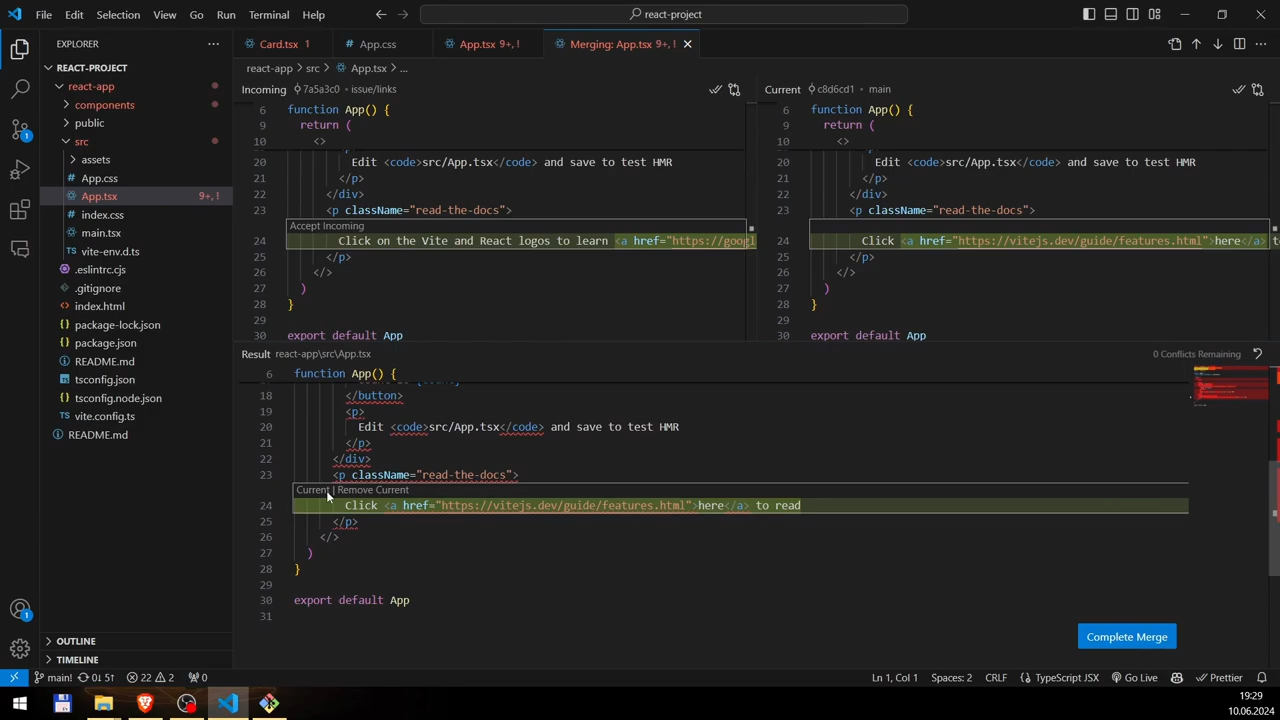 File Edit Selection View Go Run Terminal Help
react-project
EXPLORER
REACT-PROJECT
react-app
components
public
src
assets
App.css
App.tsx 9+, !
index.css
main.tsx
vite-env.d.ts
.eslintrc.cjs
.gitignore
index.html
package-lock.json
package.json
README.md
tsconfig.json
tsconfig.node.json
vite.config.ts
README.md
OUTLINE
TIMELINE
Card.tsx 1 App.css App.tsx 9+, ! Merging: App.tsx 9+, !
react-app > src > App.tsx > ...
Incoming 7a5a3c0 issue/links
6 function App() {
9 return (
10 <>
20 Edit <code>src/App.tsx</code> and save to test HMR
21 </p>
22 </div>
23 <p className="read-the-docs">
Accept Incoming
24 Click on the Vite and React logos to learn <a href="https://googl
25 </p>
26 </>
27 )
28 }
29
30 export default App
Current c8d6cd1 main
6 function App() {
9 return (
10 <>
20 Edit <code>src/App.tsx</code> and save to test HMR
21 </p>
22 </div>
23 <p className="read-the-docs">
24 Click <a href="https://vitejs.dev/guide/features.html">here</a> t
25 </p>
26 </>
27 )
28 }
29
30 export default App
Result react-app\src\App.tsx 0 Conflicts Remaining
6 function App() {
18 </button>
19 <p>
20 Edit <code>src/App.tsx</code> and save to test HMR
21 </p>
22 </div>
23 <p className="read-the-docs">
Current | Remove Current
24 Click <a href="https://vitejs.dev/guide/features.html">here</a> to read
25 </p>
26 </>
27 )
28 }
29
30 export default App
31
Complete Merge
main! 0↓ 5↑ 22 2 0
Ln 1, Col 1 Spaces: 2 CRLF TypeScript JSX Go Live Prettier
19:29
10.06.2024